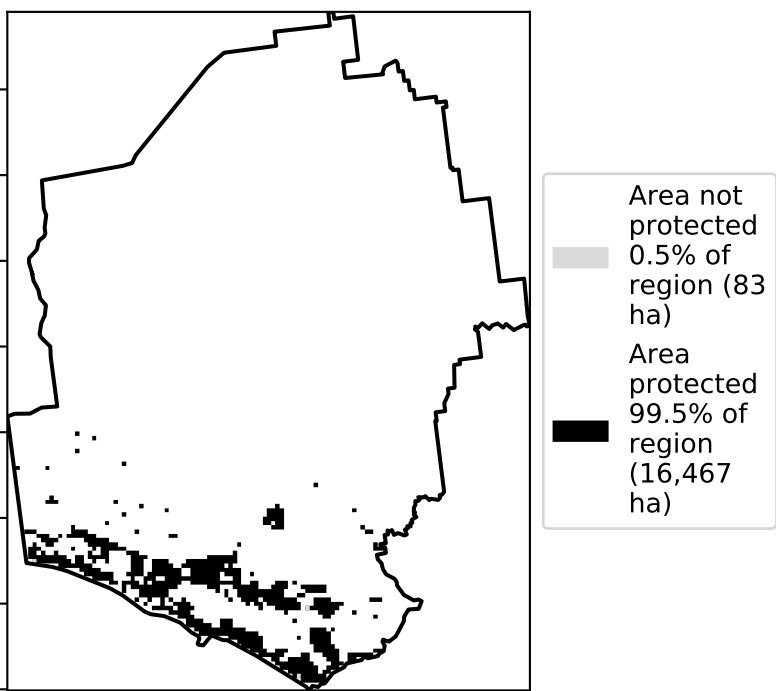 Area not
protected
0.5% of
region (83
ha)
Area
protected
99.5% of
region
(16,467
ha)